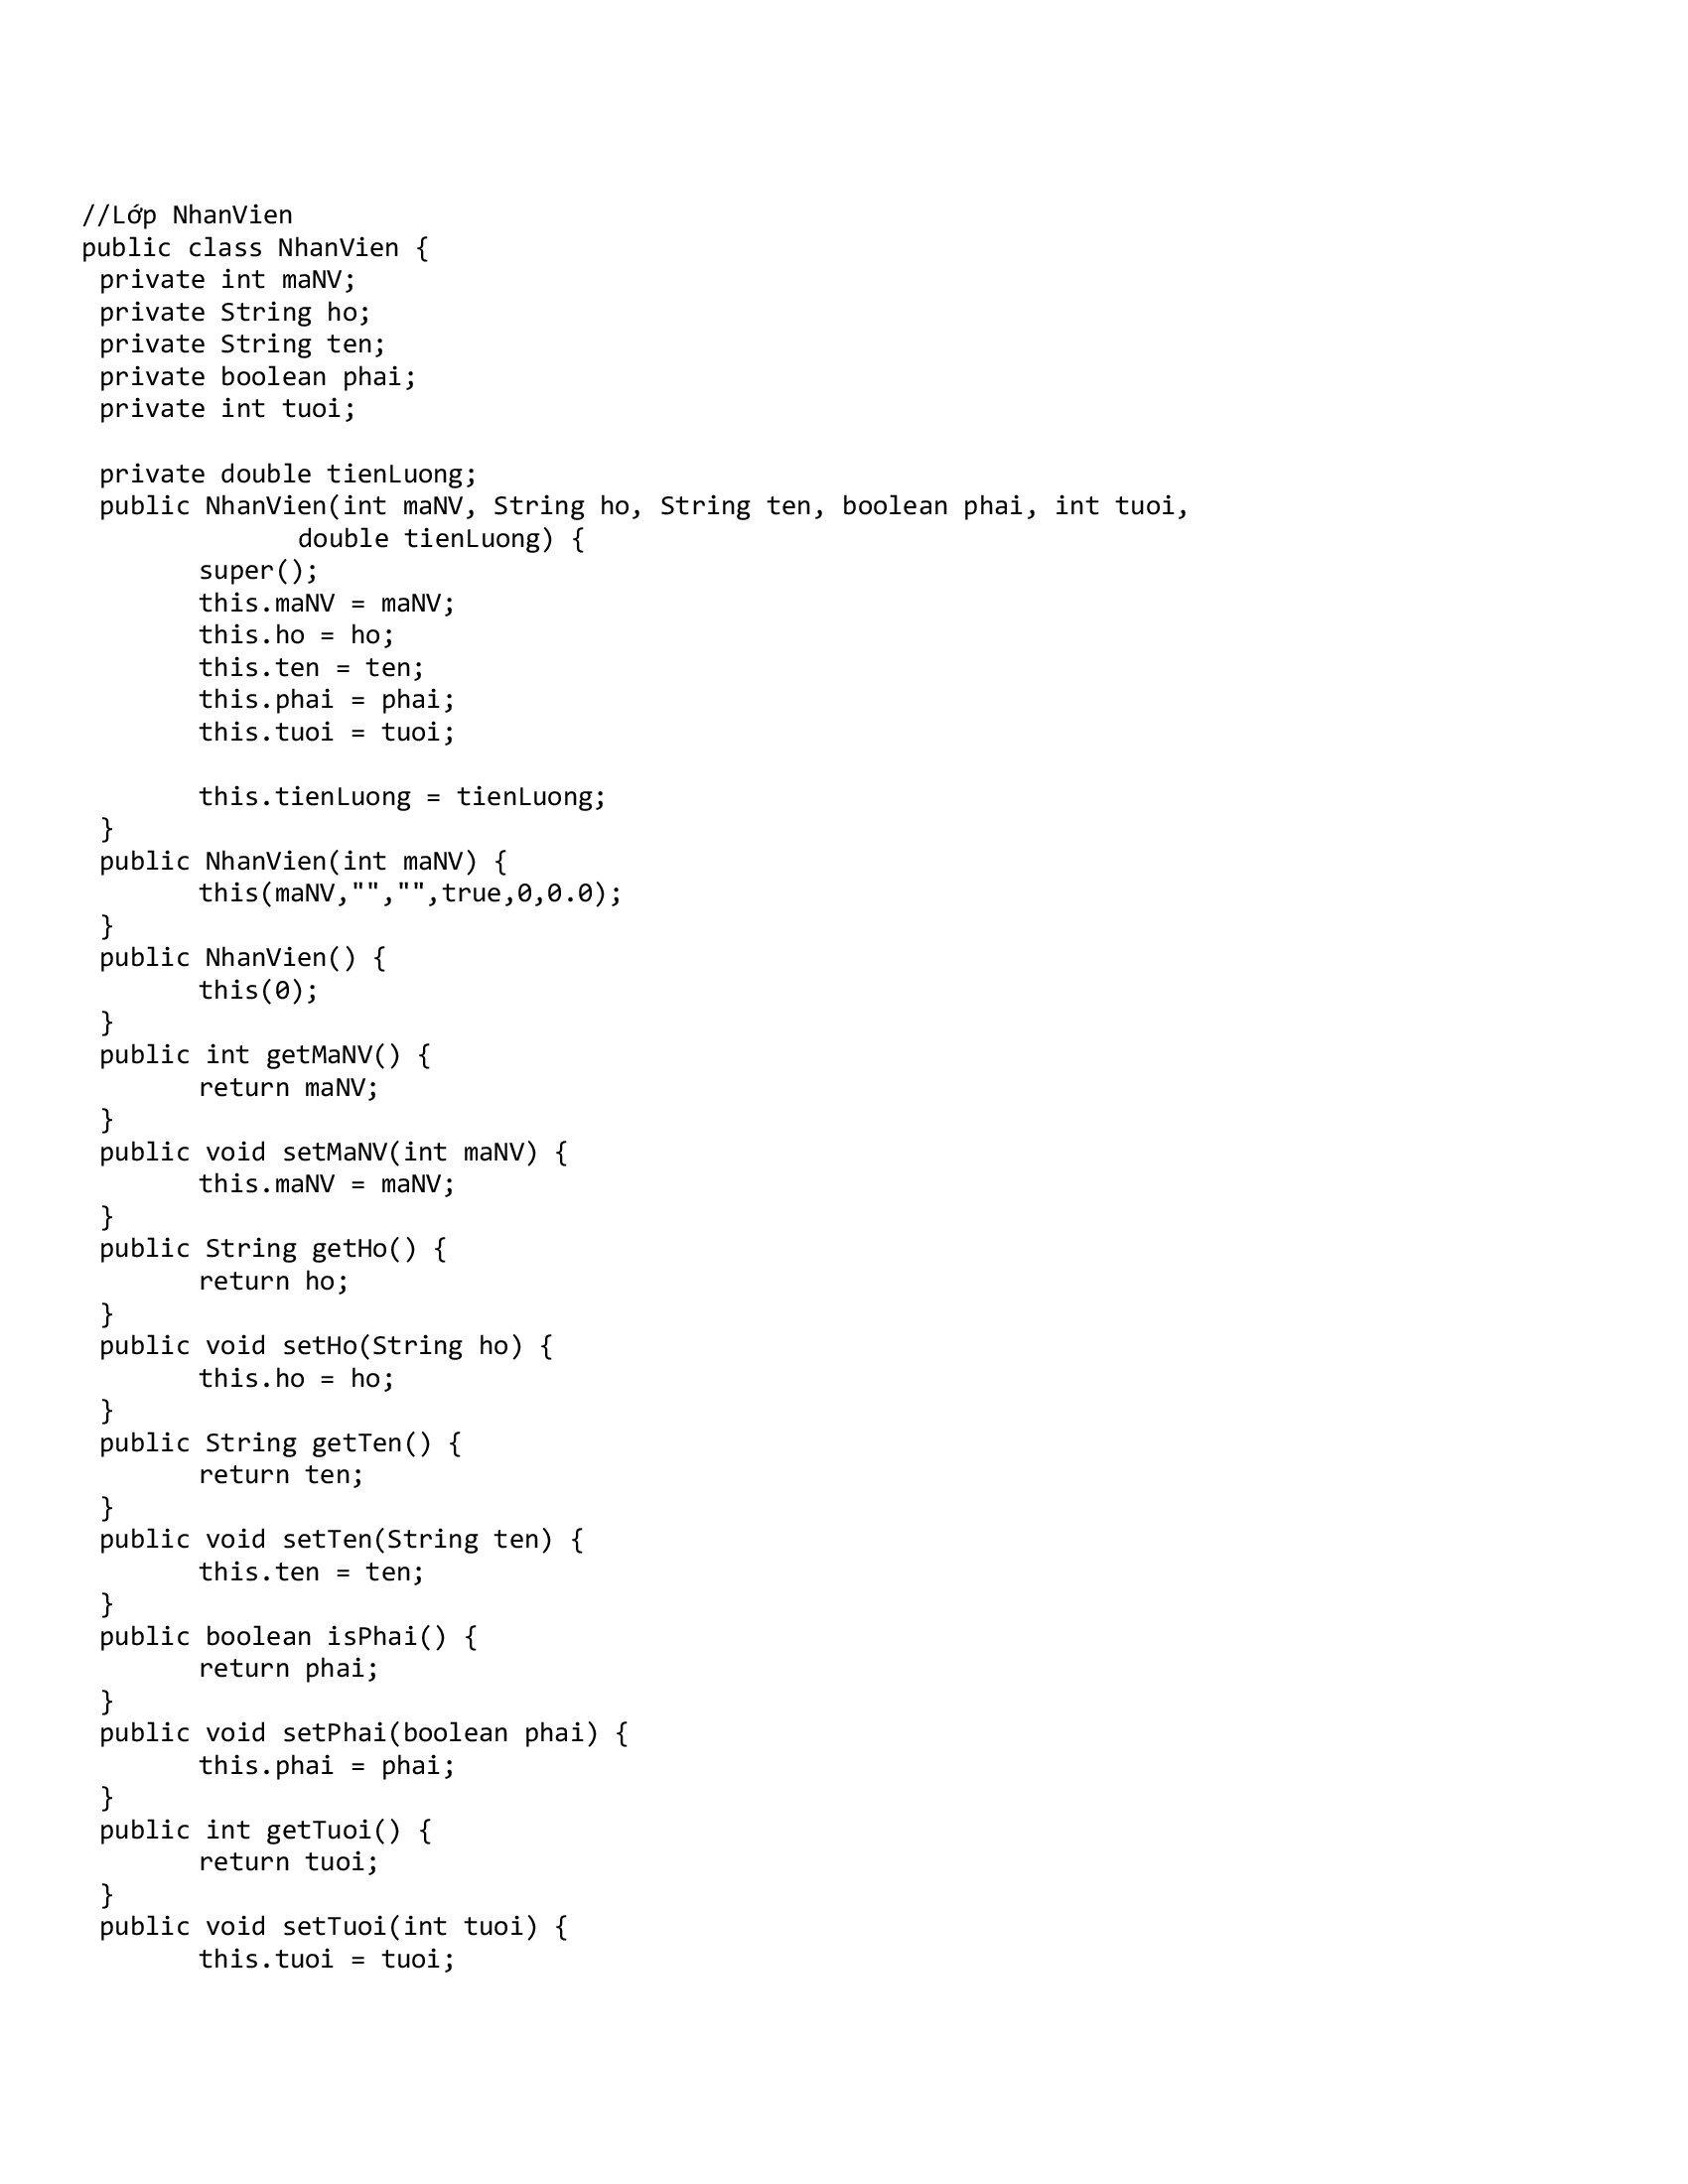 //Lớp NhanVien
public class NhanVien {
private int maNV;
private String ho;
private String ten;
private boolean phai;
private int tuoi;
private double tienLuong;
public NhanVien(int maNV, String ho, String ten, boolean phai, int tuoi,
double tienLuong) {
super();
this.maNV = maNV;
this.ho = ho;
this.ten = ten;
this.phai = phai;
this.tuoi = tuoi;
this.tienLuong = tienLuong;
}
public NhanVien(int maNV) {
this(maNV,"","",true,0,0.0);
}
public NhanVien() {
this(0);
}
public int getMaNV() {
return maNV;
}
public void setMaNV(int maNV) {
this.maNV = maNV;
}
public String getHo() {
return ho;
}
public void setHo(String ho) {
this.ho = ho;
}
public String getTen() {
return ten;
}
public void setTen(String ten) {
this.ten = ten;
}
public boolean isPhai() {
return phai;
}
public void setPhai(boolean phai) {
this.phai = phai;
}
public int getTuoi() {
return tuoi;
}
public void setTuoi(int tuoi) {
this.tuoi = tuoi;